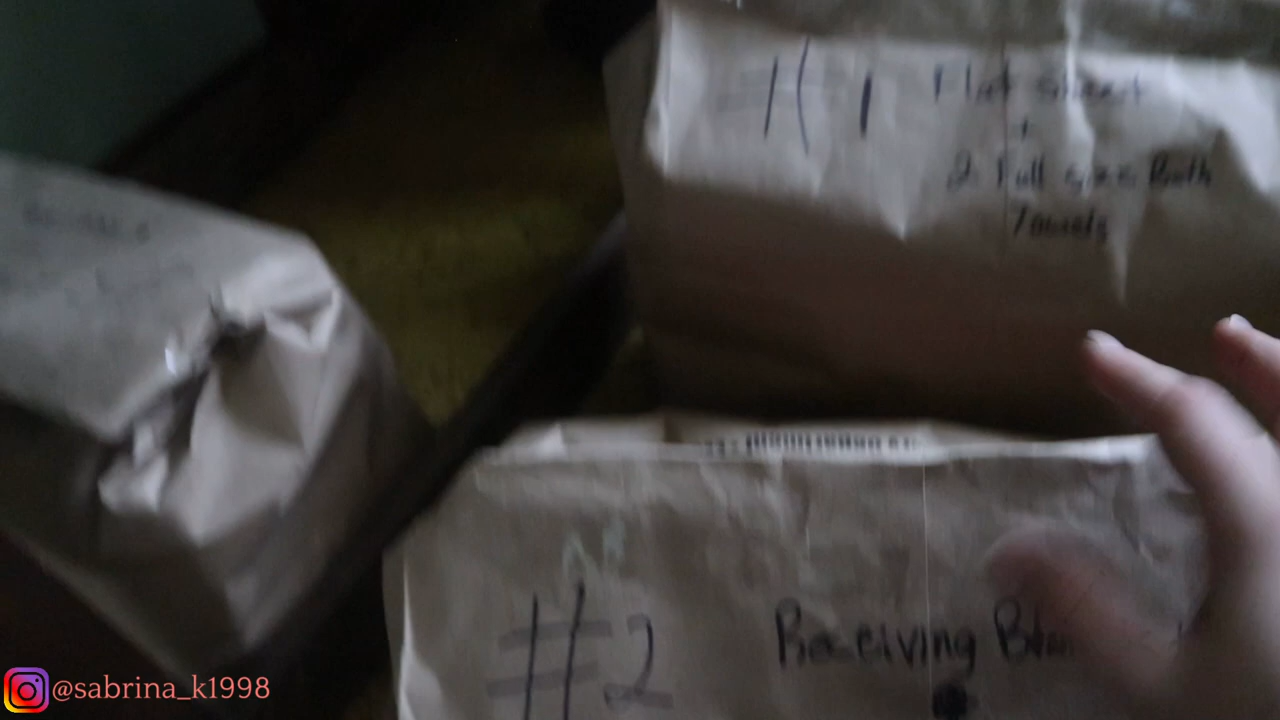 #1 Flat sheet
+
2 Full size Bath
Towels
#2 Receiving
@sabrina_k1998